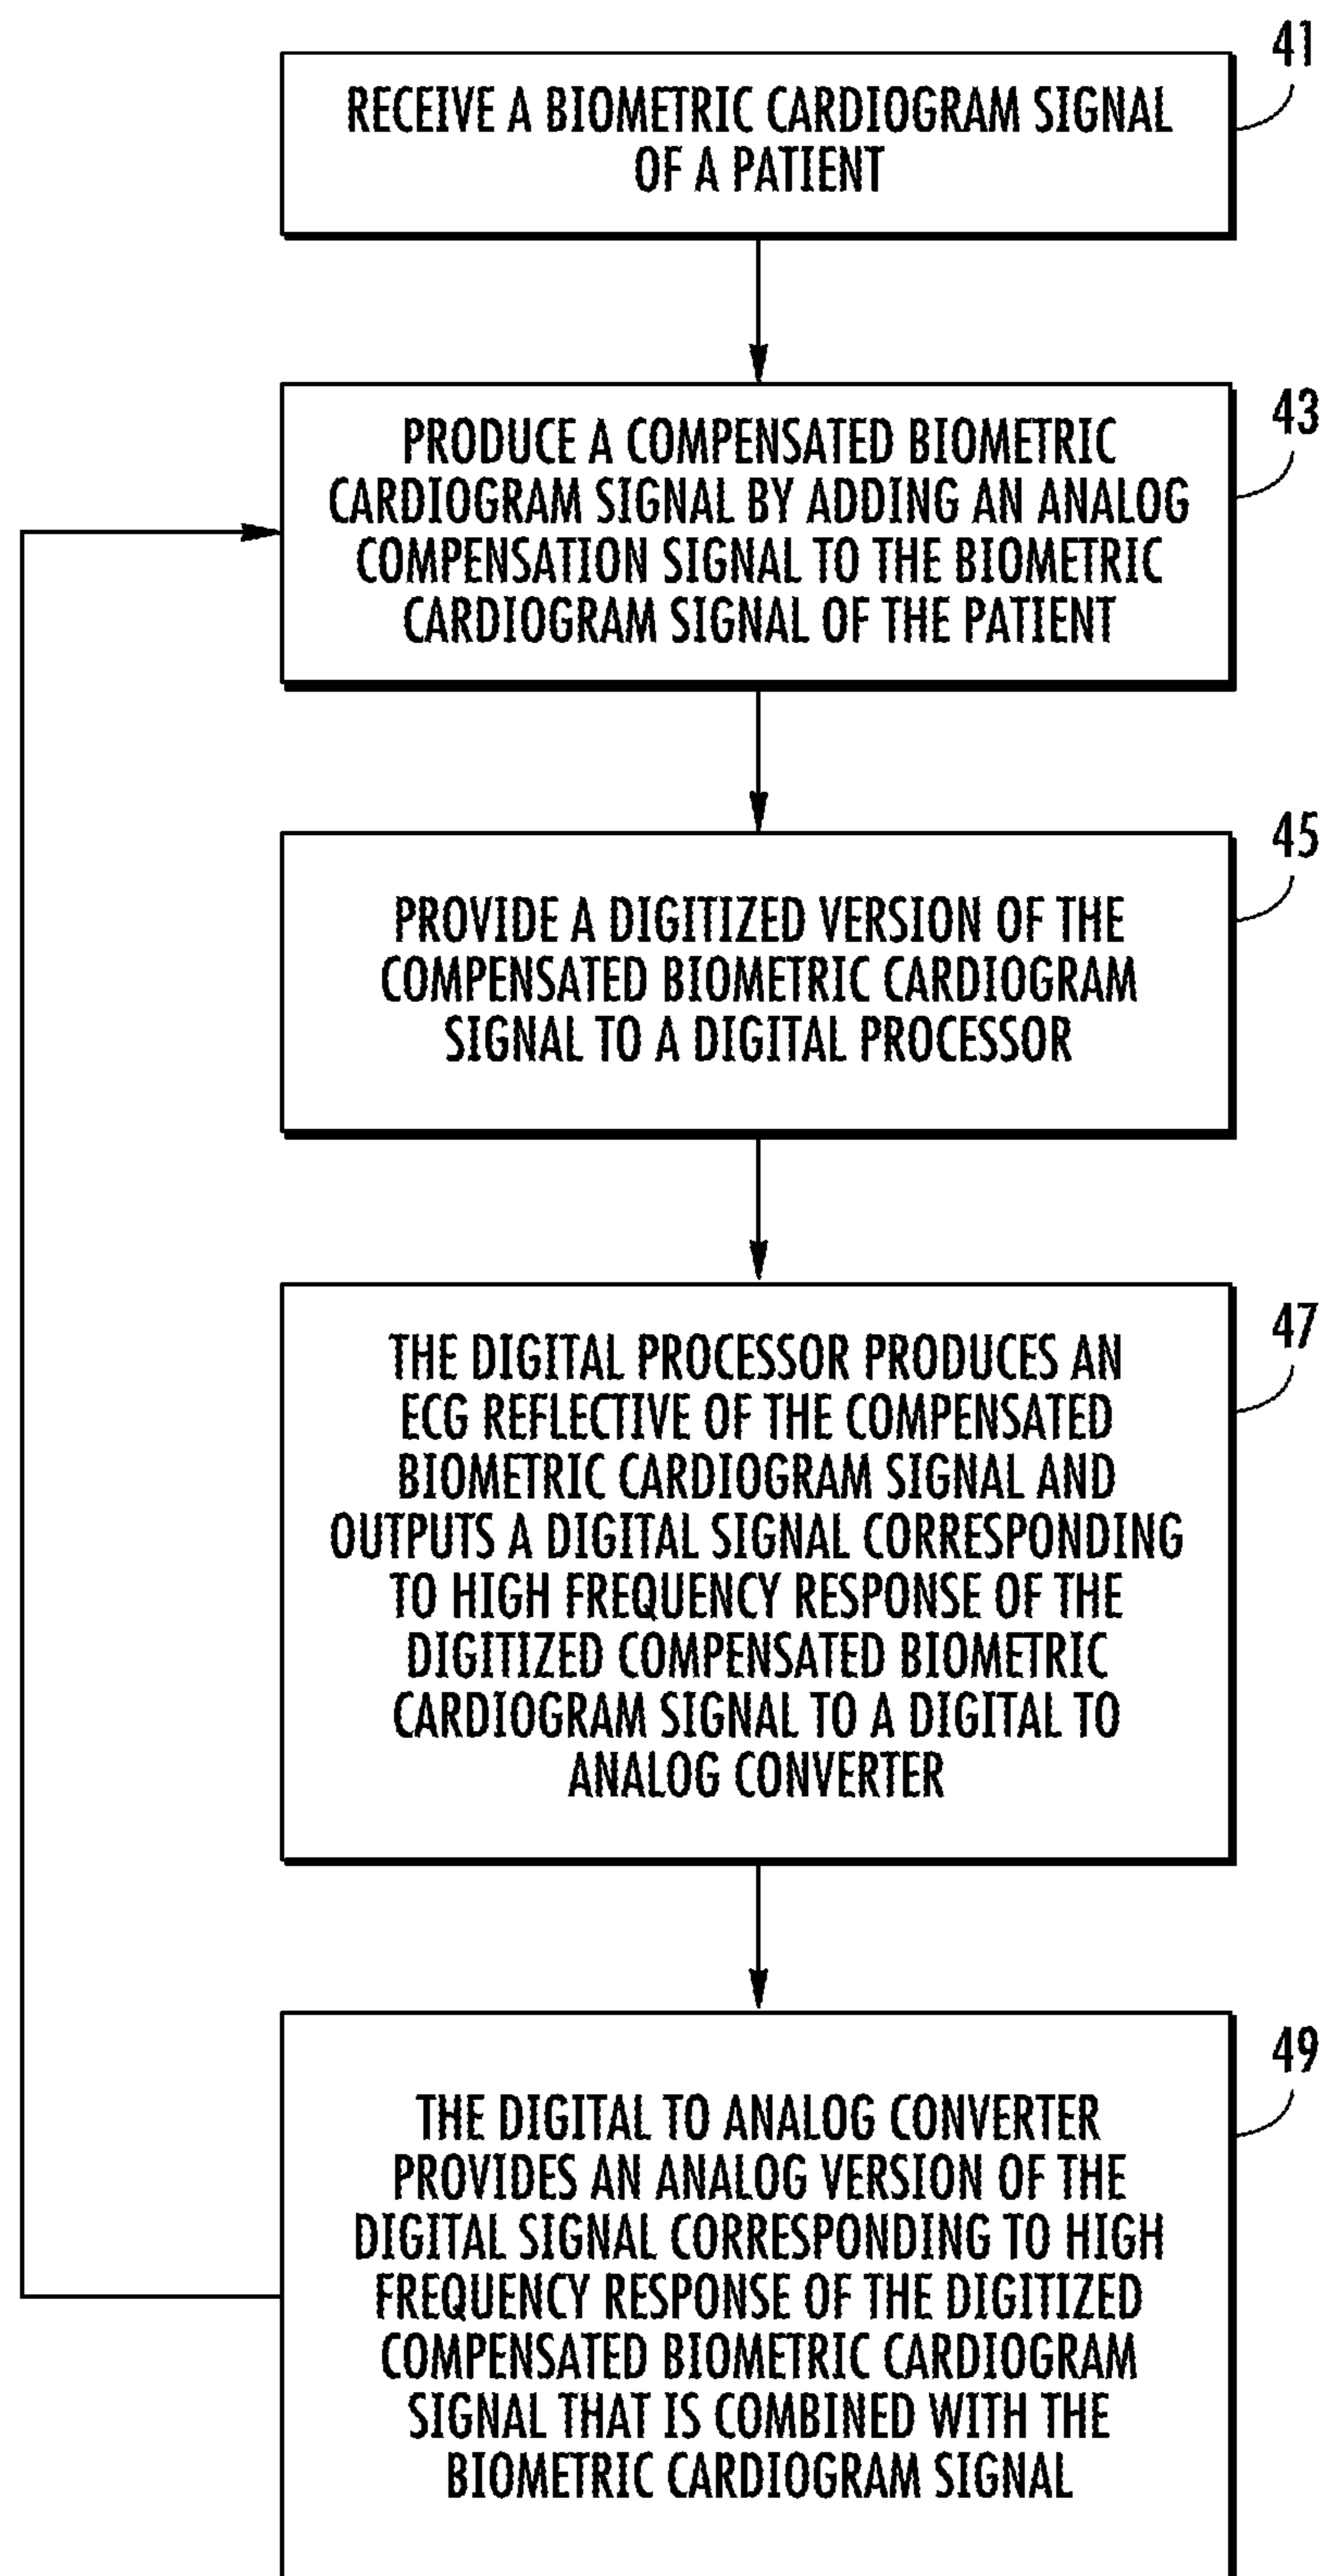 41
RECEIVE A BIOMETRIC CARDIOGRAM SIGNAL
OF A PATIENT
43
PRODUCE A COMPENSATED BIOMETRIC
CARDIOGRAM SIGNAL BY ADDING AN ANALOG
COMPENSATION SIGNAL TO THE BIOMETRIC
CARDIOGRAM SIGNAL OF THE PATIENT
45
PROVIDE A DIGITIZED VERSION OF THE
COMPENSATED BIOMETRIC CARDIOGRAM
SIGNAL TO A DIGITAL PROCESSOR
47
THE DIGITAL PROCESSOR PRODUCES AN
ECG REFLECTIVE OF THE COMPENSATED
BIOMETRIC CARDIOGRAM SIGNAL AND
OUTPUTS A DIGITAL SIGNAL CORRESPONDING
TO HIGH FREQUENCY RESPONSE OF THE
DIGITIZED COMPENSATED BIOMETRIC
CARDIOGRAM SIGNAL TO A DIGITAL TO
ANALOG CONVERTER
49
THE DIGITAL TO ANALOG CONVERTER
PROVIDES AN ANALOG VERSION OF THE
DIGITAL SIGNAL CORRESPONDING TO HIGH
FREQUENCY RESPONSE OF THE DIGITIZED
COMPENSATED BIOMETRIC CARDIOGRAM
SIGNAL THAT IS COMBINED WITH THE
BIOMETRIC CARDIOGRAM SIGNAL